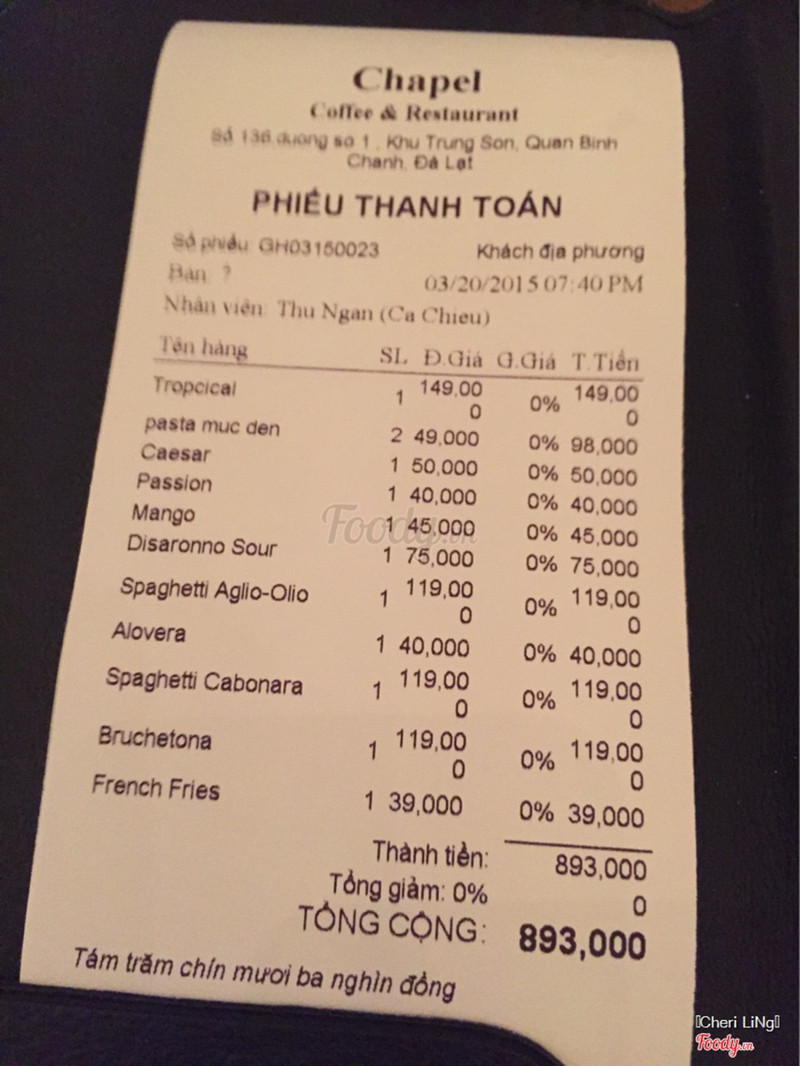 Chapel
Coffee & Restaurant
Số 136 duong so 1 , Khu Trung Son, Quan Binh
Chanh, Đà Lạt
PHIẾU THANH TOÁN
Số phiếu: GH03150023 Khách địa phương
Bàn: ? 03/20/2015 07:40 PM
Nhân viên: Thu Ngan (Ca Chieu)
Tên hàng SL Đ.Giá G.Giá T.Tiền
Tropcical 1 149,00 0% 149,00
0 0
pasta muc den 2 49,000 0% 98,000
Caesar 1 50,000 0% 50,000
Passion 1 40,000 0% 40,000
Mango 1 45,000 0% 45,000
Disaronno Sour 1 75,000 0% 75,000
Spaghetti Aglio-Olio 1 119,00 0% 119,00
0 0
Alovera 1 40,000 0% 40,000
Spaghetti Cabonara 1 119,00 0% 119,00
0 0
Bruchetona 1 119,00 0% 119,00
0 0
French Fries 1 39,000 0% 39,000
Thành tiền: 893,000
Tổng giảm: 0% 0
TỔNG CỘNG: 893,000
Tám trăm chín mươi ba nghìn đồng
Foody.vn
Cheri LiNg
Foody.vn